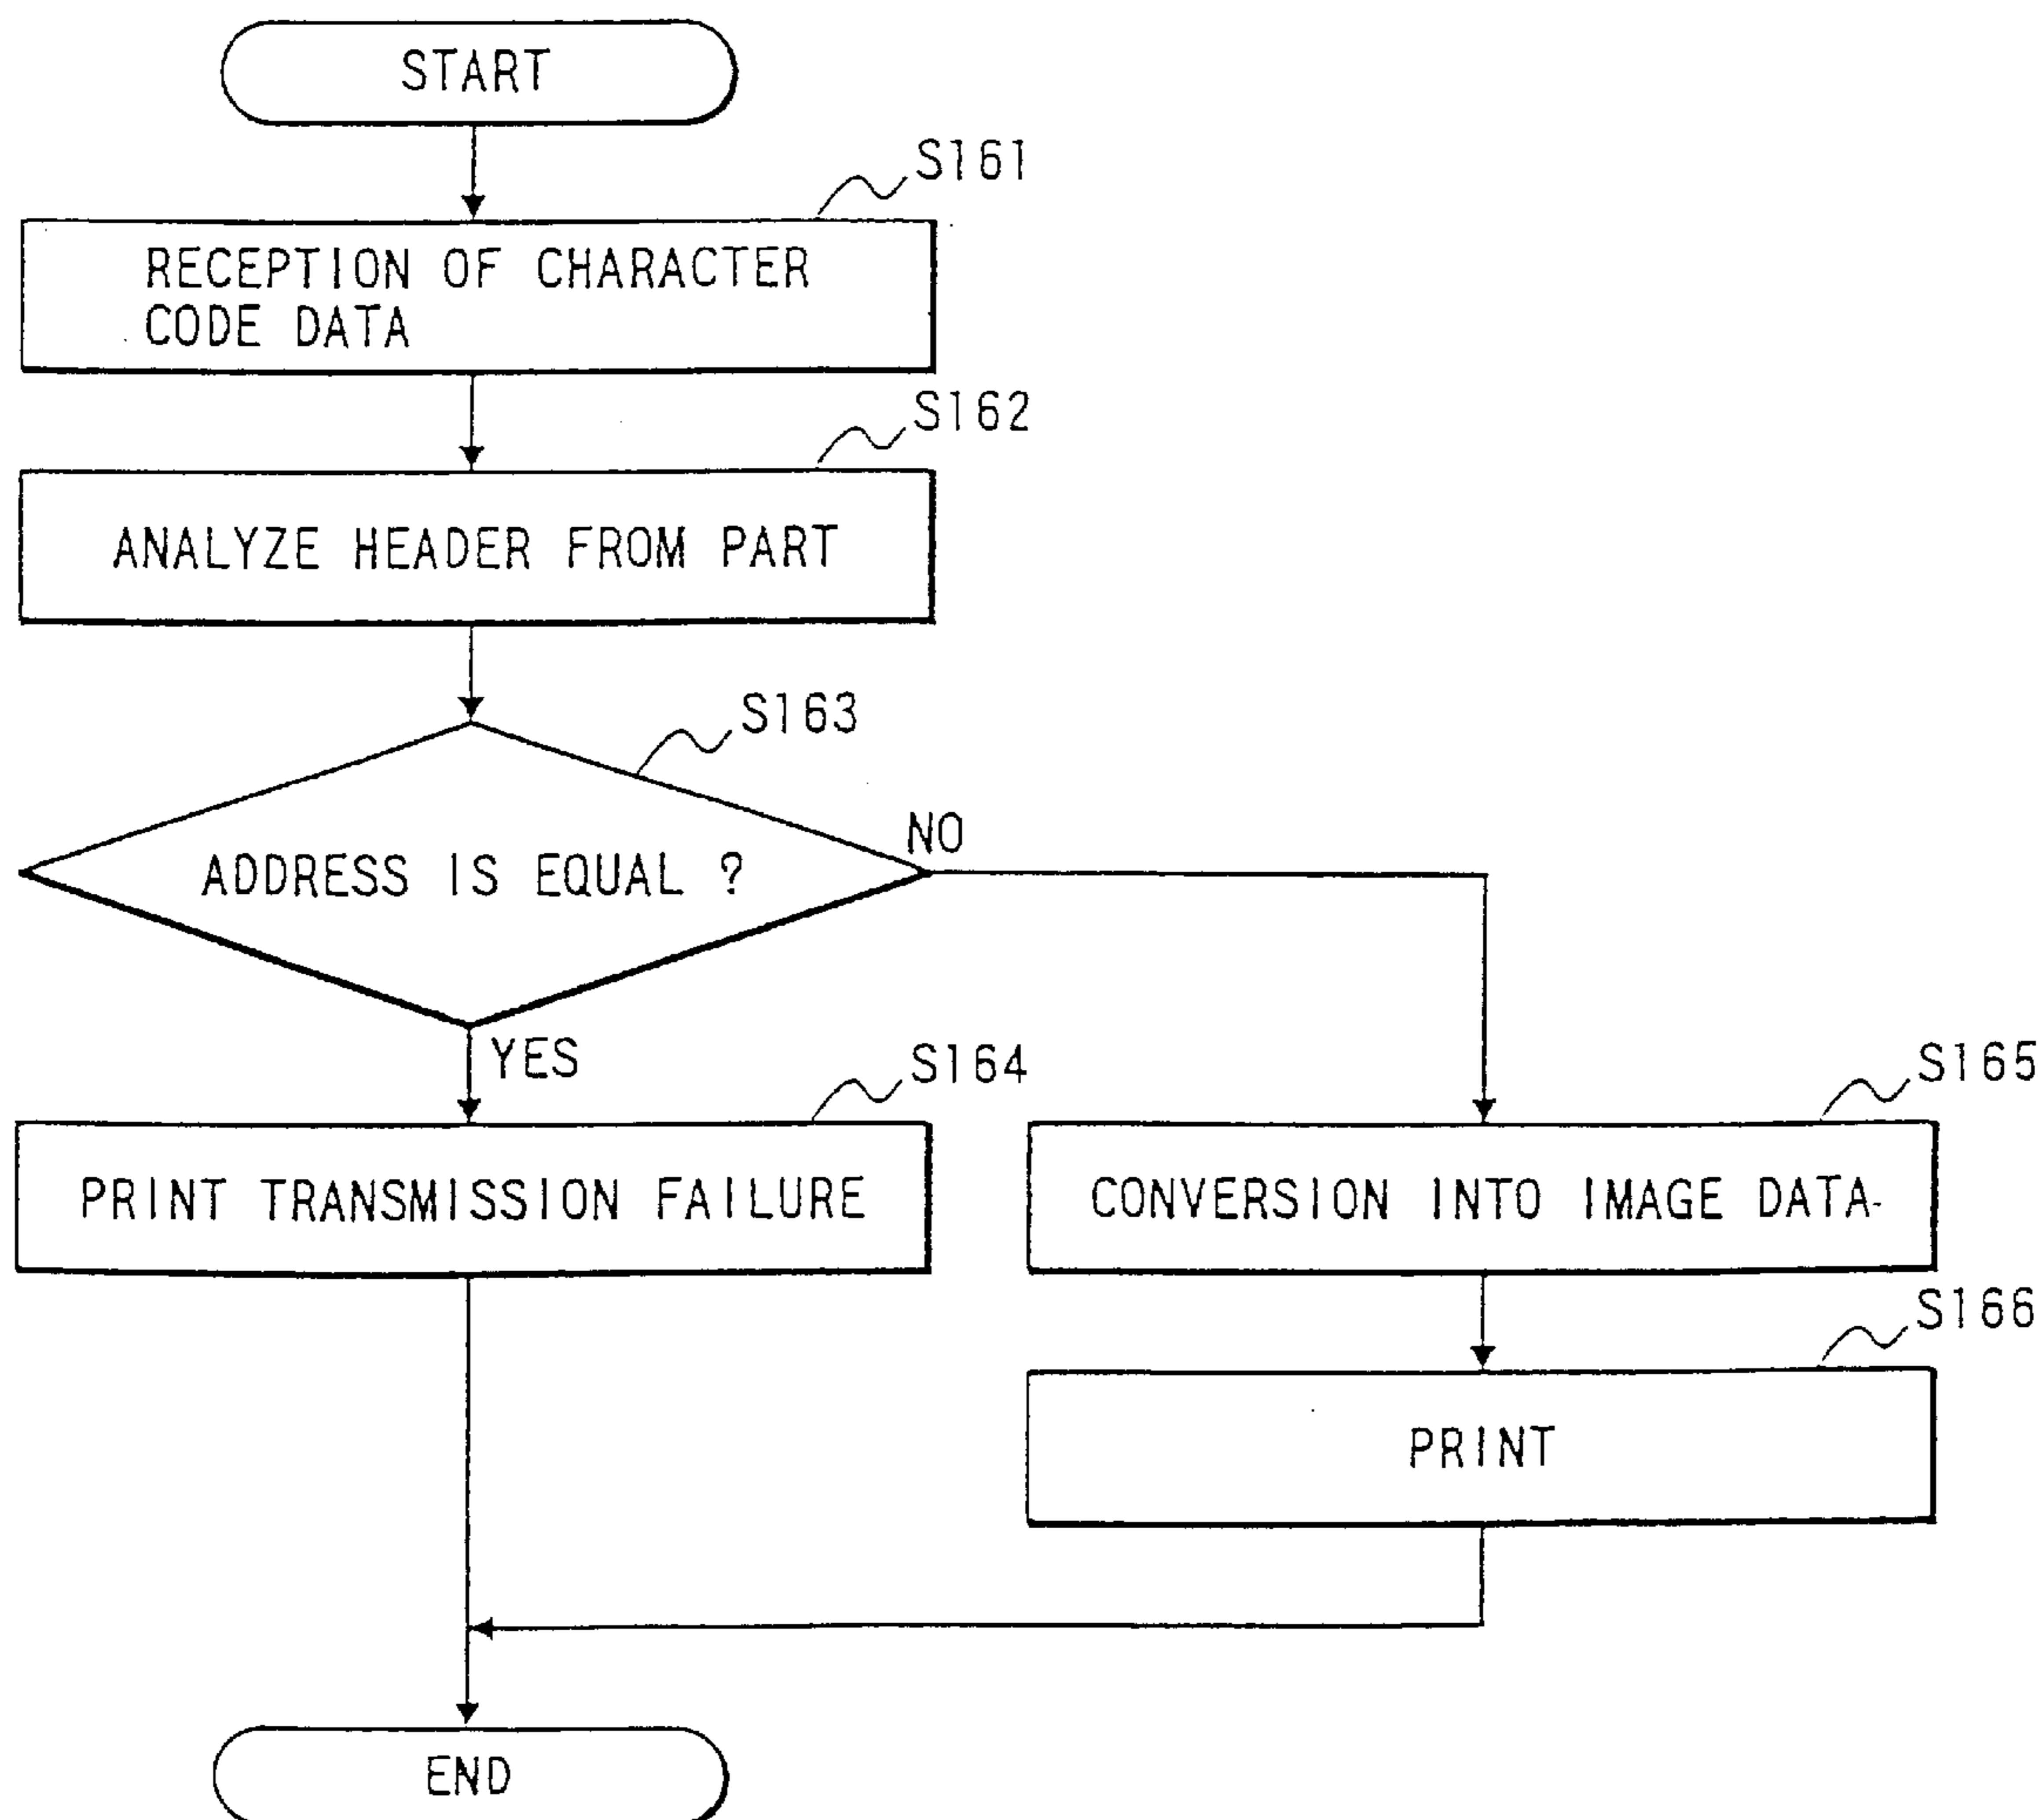 START
S161
RECEPTION OF CHARACTER
CODE DATA
S162
ANALYZE HEADER FROM PART
S163
ADDRESS IS EQUAL ?
NO
YES
S164
PRINT TRANSMISSION FAILURE
S165
CONVERSION INTO IMAGE DATA
S166
PRINT
END